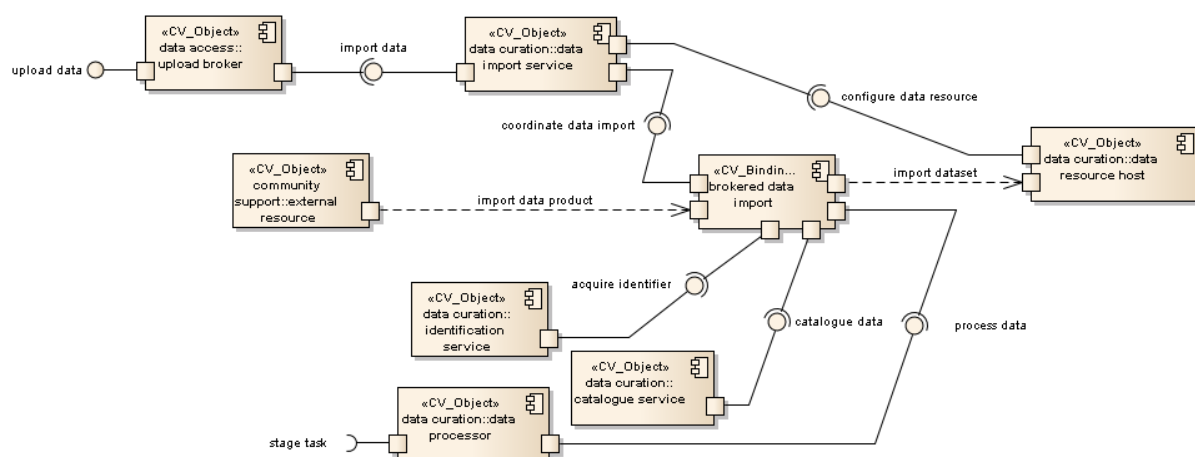 «CV_Object»
data access::
upload broker
import data
«CV_Object»
data curation::data
import service
upload data
configure data resource
coordinate data import
«CV_Object»
data curation::data
resource host
«CV_Object»
community
support::external
resource
import data product
«CV_Bindin...
brokered data
import
import dataset
acquire identifier
«CV_Object»
data curation::
identification
service
catalogue data
process data
«CV_Object»
data curation::
catalogue service
«CV_Object»
data curation::data
processor
stage task